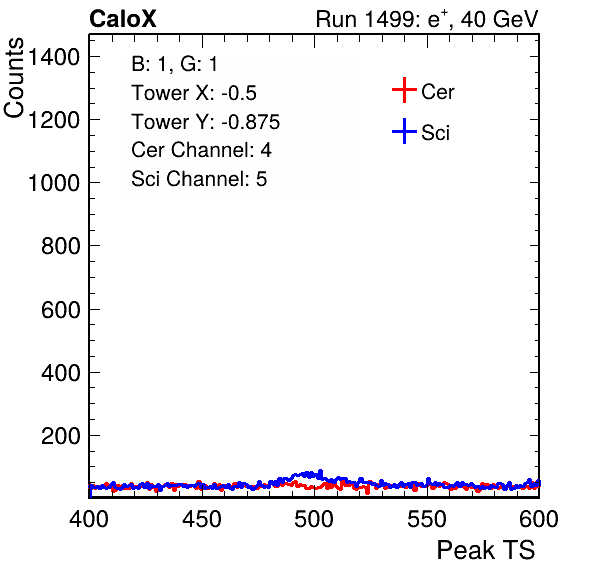 CaloX Run 1499: e⁺, 40 GeV
Counts
1400
1200
1000
800
600
400
200
B: 1, G: 1
Tower X: -0.5
Tower Y: -0.875
Cer Channel: 4
Sci Channel: 5
Cer
Sci
400 450 500 550 600
Peak TS